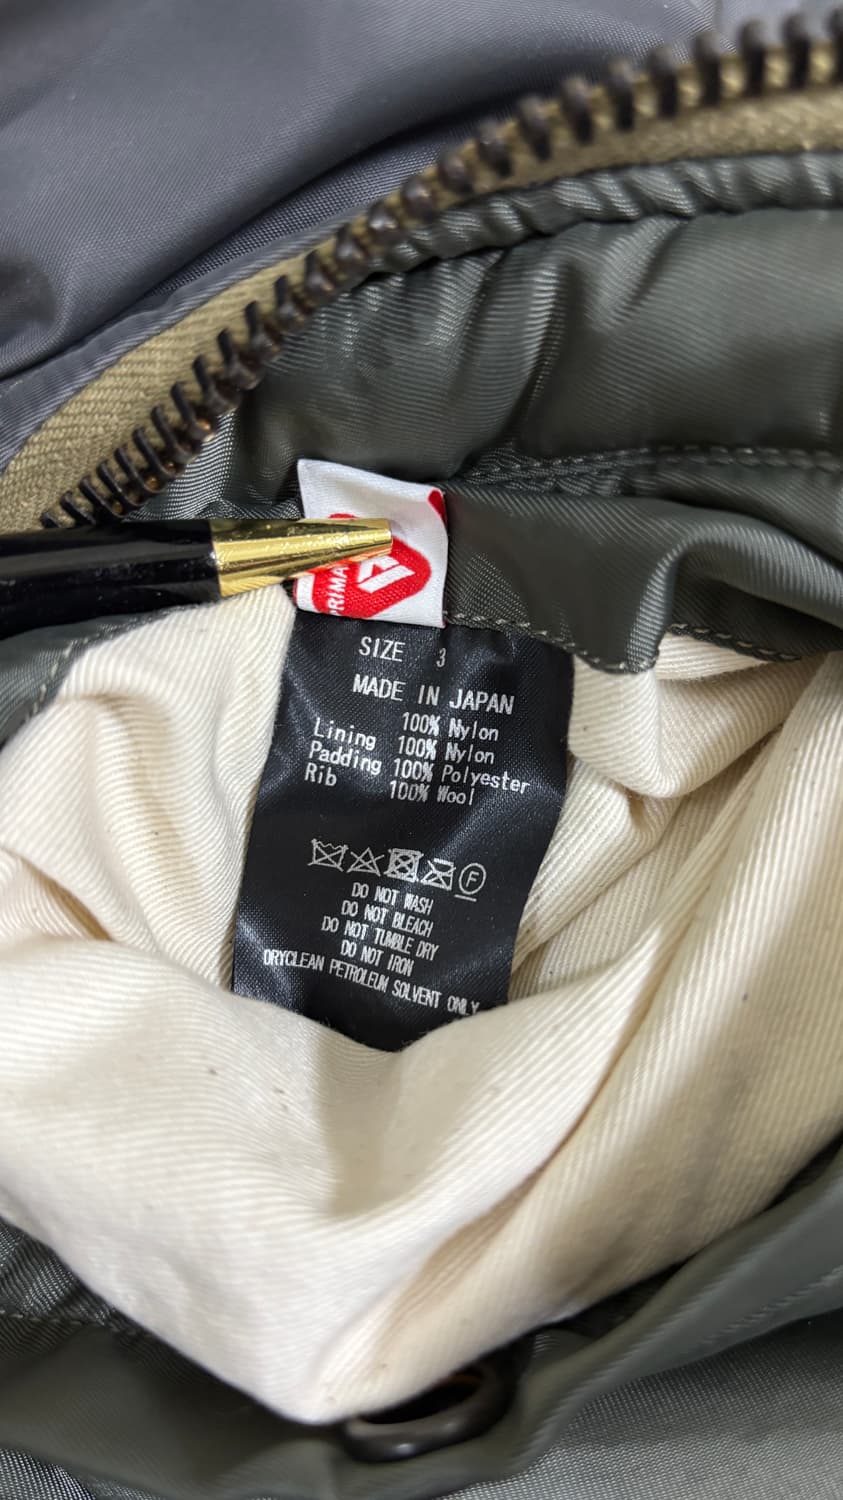 SIZE 3
MADE IN JAPAN
100% Nylon
Lining 100% Nylon
Padding 100% Polyester
Rib 100% Wool
F
DO NOT WASH
DO NOT BLEACH
DO NOT TUMBLE DRY
DO NOT IRON
DRYCLEAN PETROLEUM SOLVENT ONLY